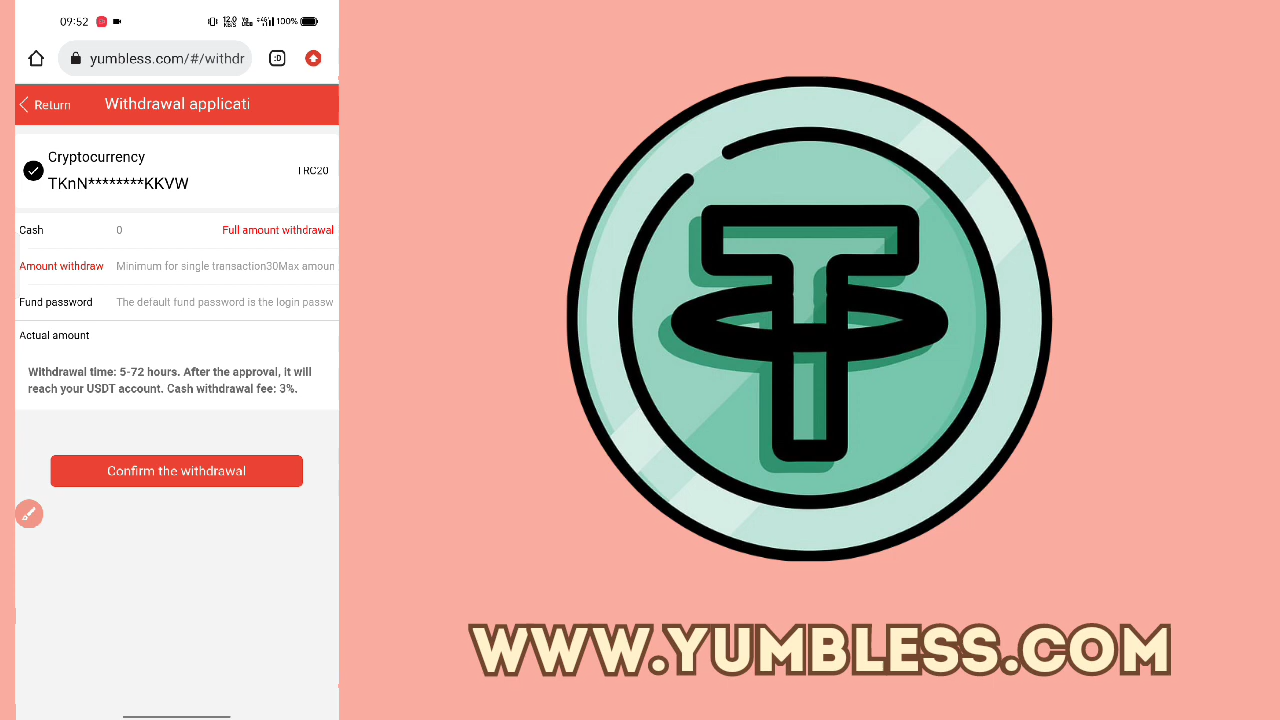 09:52
12.0 KB/S
100%
:D
yumbless.com/#/withdr
Return
Withdrawal applicati
Cryptocurrency
TRC20
TKnN********KKVW
Cash 0 Full amount withdrawal
Amount withdraw Minimum for single transaction30Max amoun
Fund password The default fund password is the login passw
Actual amount
Withdrawal time: 5-72 hours. After the approval, it will
reach your USDT account. Cash withdrawal fee: 3%.
Confirm the withdrawal
WWW.YUMBLESS.COM